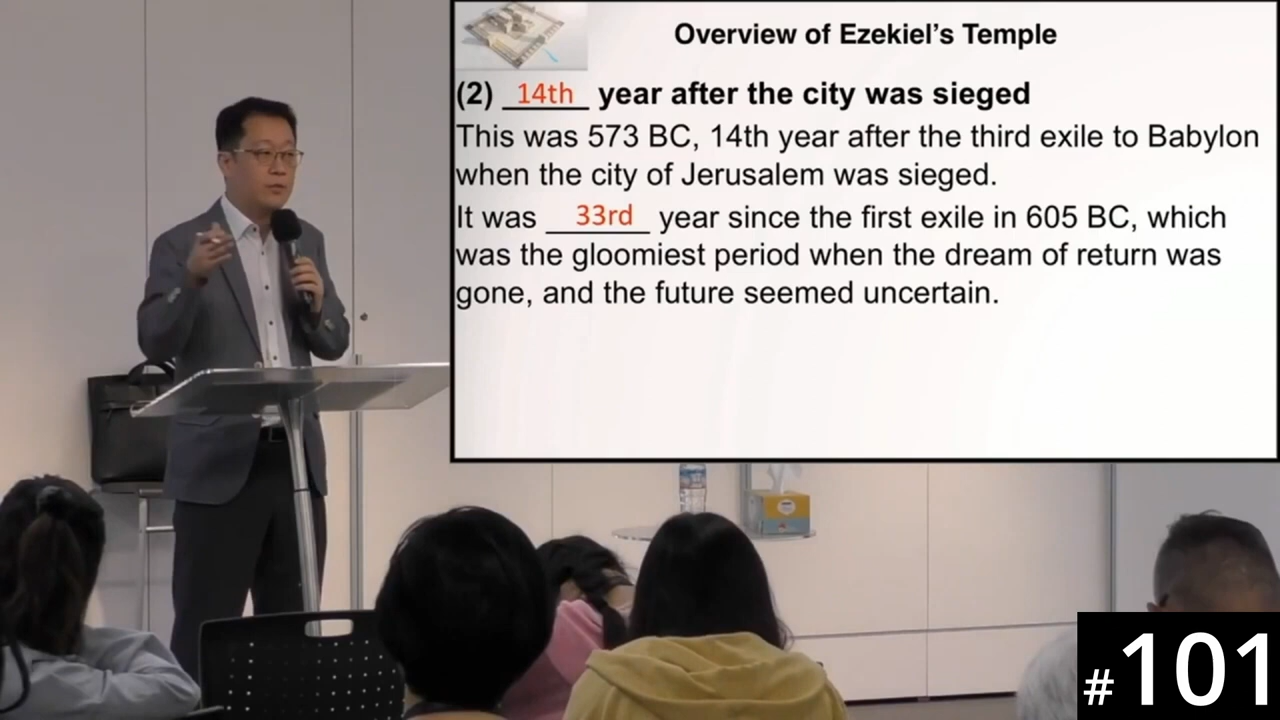 Overview of Ezekiel's Temple
(2) 14th year after the city was sieged
This was 573 BC, 14th year after the third exile to Babylon
when the city of Jerusalem was sieged.
It was 33rd year since the first exile in 605 BC, which
was the gloomiest period when the dream of return was
gone, and the future seemed uncertain.
#101